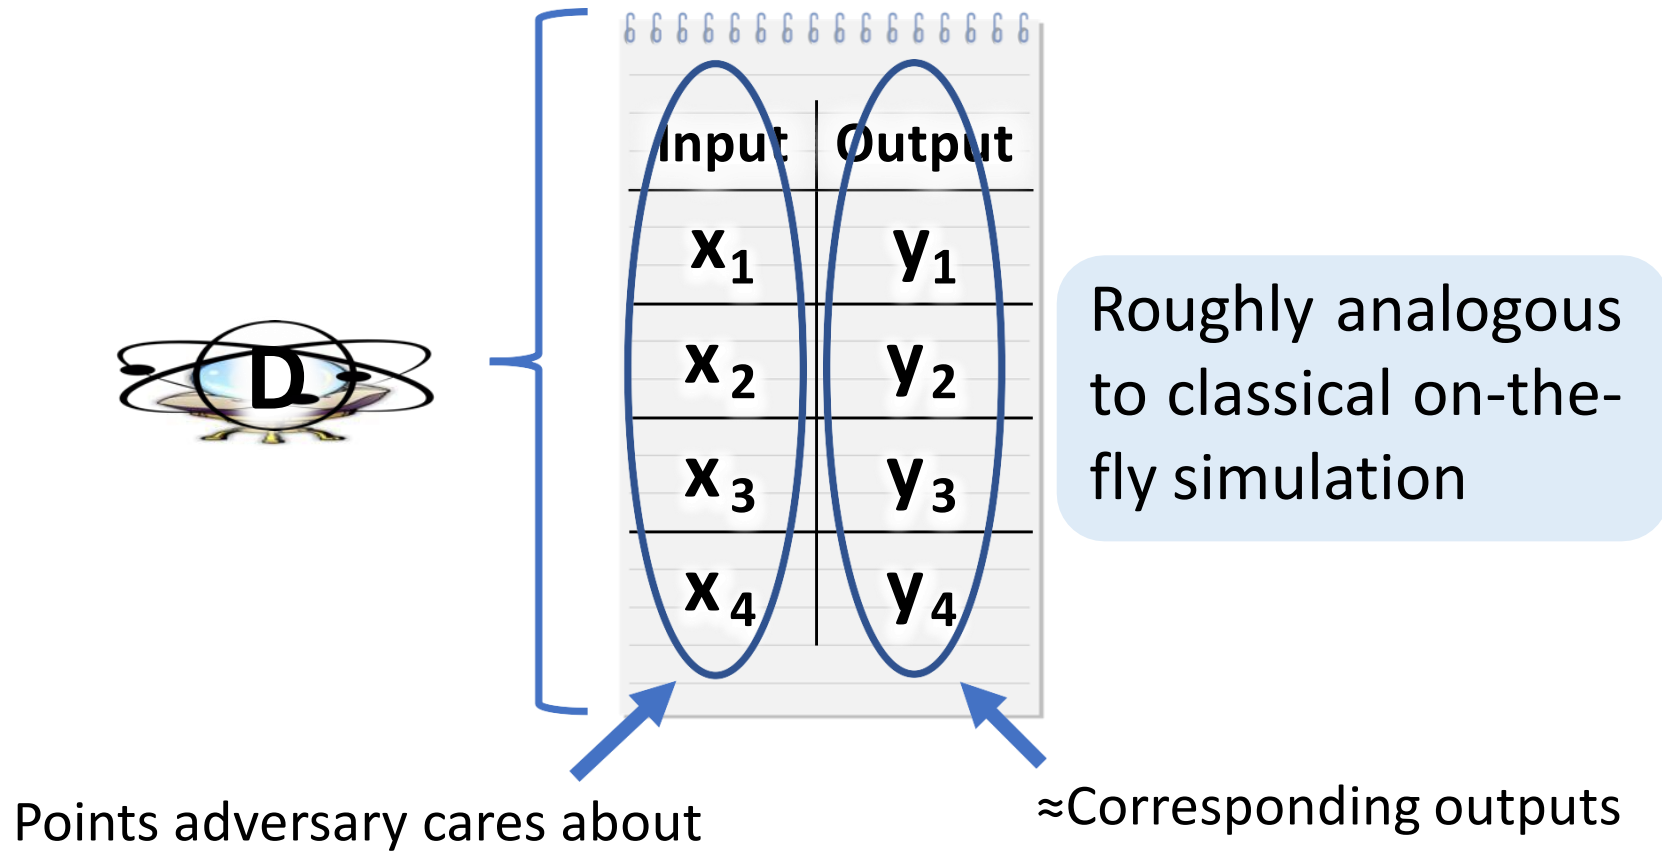 Input Output
x1 y1
D
x2 y2
x3 y3
x4 y4
Roughly analogous
to classical on-the-
fly simulation
Points adversary cares about
≈Corresponding outputs